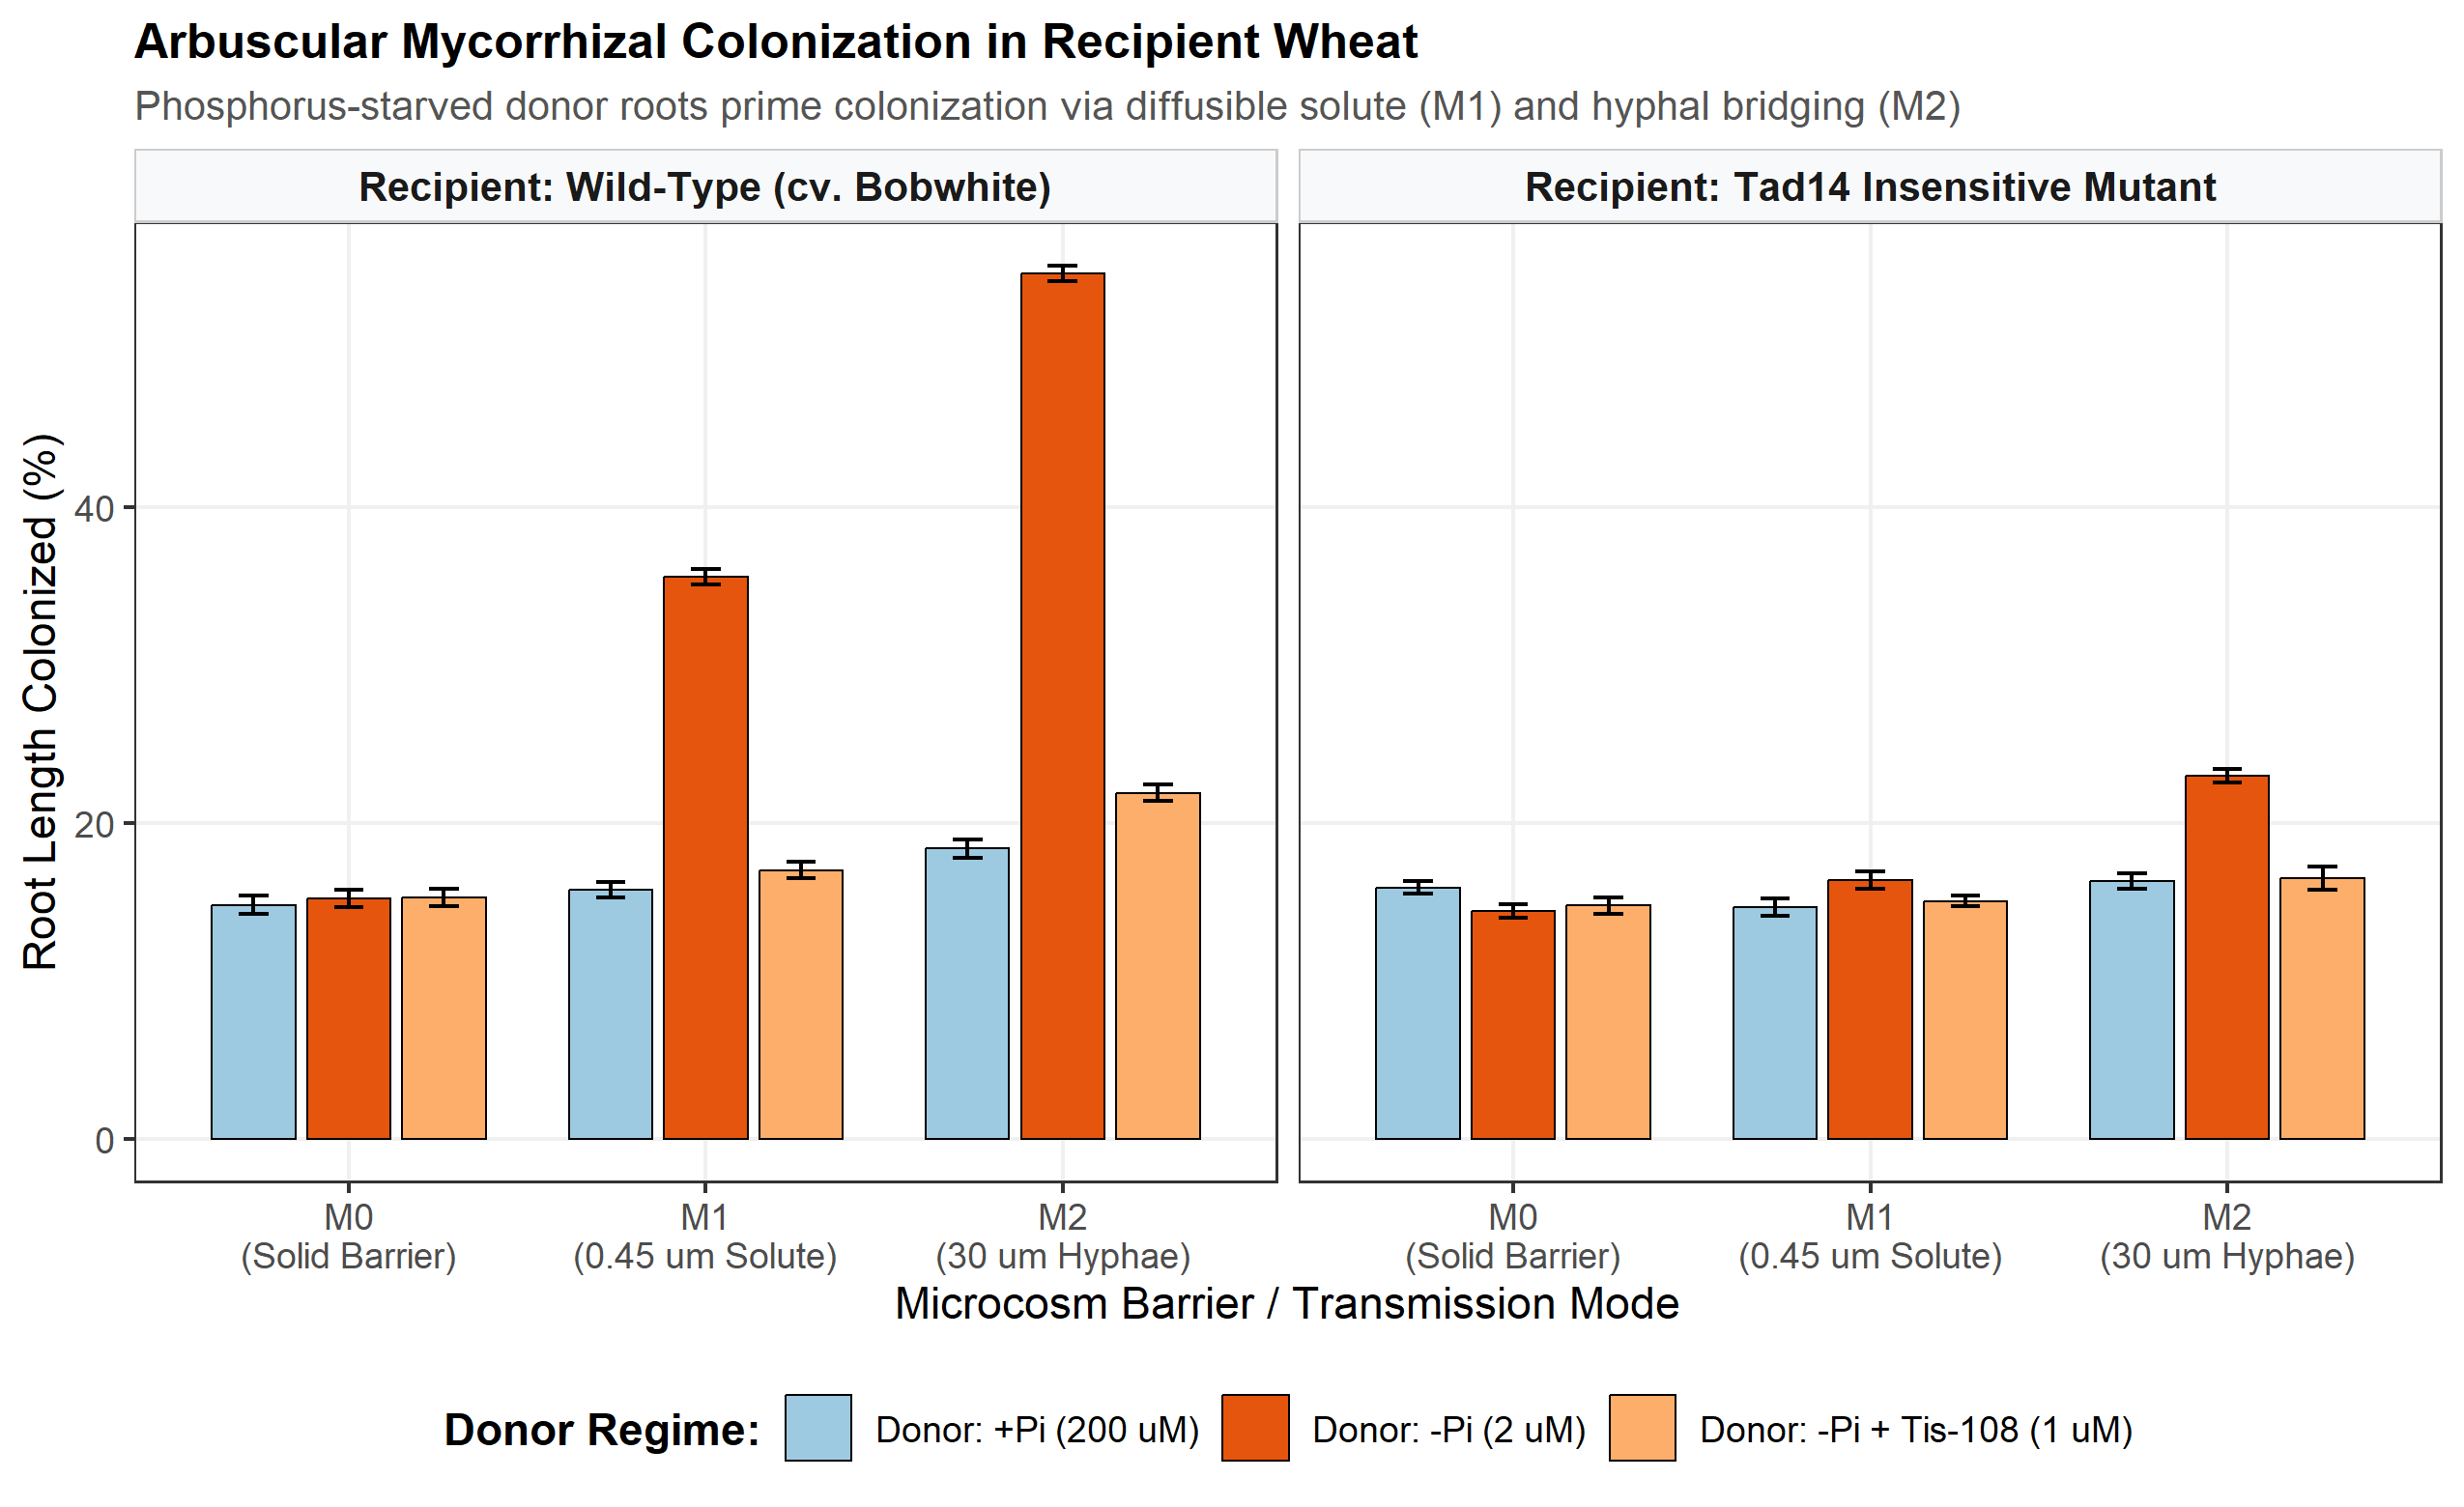 Arbuscular Mycorrhizal Colonization in Recipient Wheat
Phosphorus-starved donor roots prime colonization via diffusible solute (M1) and hyphal bridging (M2)
Recipient: Wild-Type (cv. Bobwhite)
Recipient: Tad14 Insensitive Mutant
Root Length Colonized (%)
40
20
0
M0
(Solid Barrier)
M1
(0.45 um Solute)
M2
(30 um Hyphae)
M0
(Solid Barrier)
M1
(0.45 um Solute)
M2
(30 um Hyphae)
Microcosm Barrier / Transmission Mode
Donor Regime:
Donor: +Pi (200 uM)
Donor: -Pi (2 uM)
Donor: -Pi + Tis-108 (1 uM)